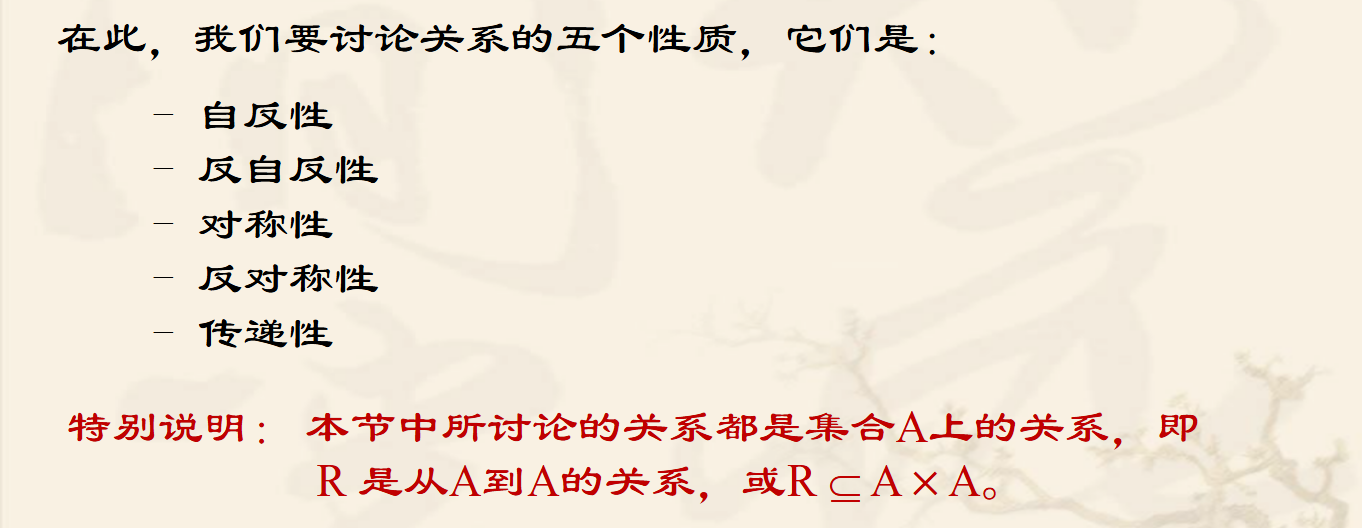 在此，我们要讨论关系的五个性质，它们是：
– 自反性
– 反自反性
– 对称性
– 反对称性
– 传递性
特别说明： 本节中所讨论的关系都是集合A上的关系，即
R 是从A到A的关系，或R ⊆ A × A。